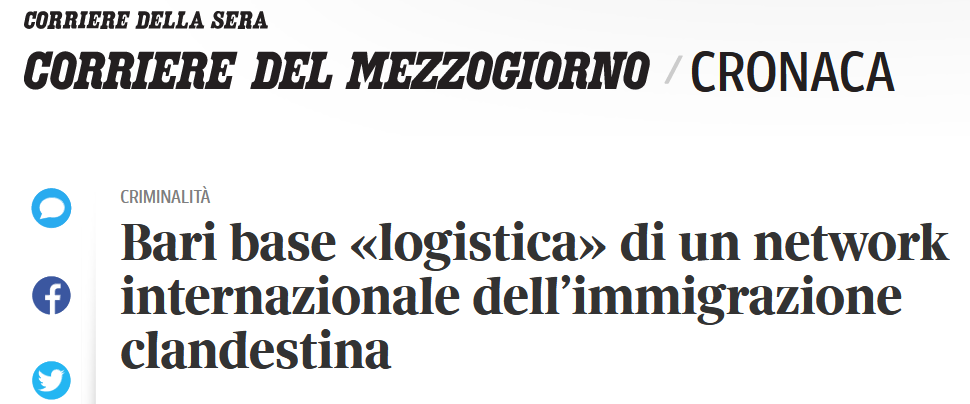 CORRIERE DELLA SERA
CORRIERE DEL MEZZOGIORNO / CRONACA
CRIMINALITÀ
Bari base «logistica» di un network
internazionale dell’immigrazione
clandestina